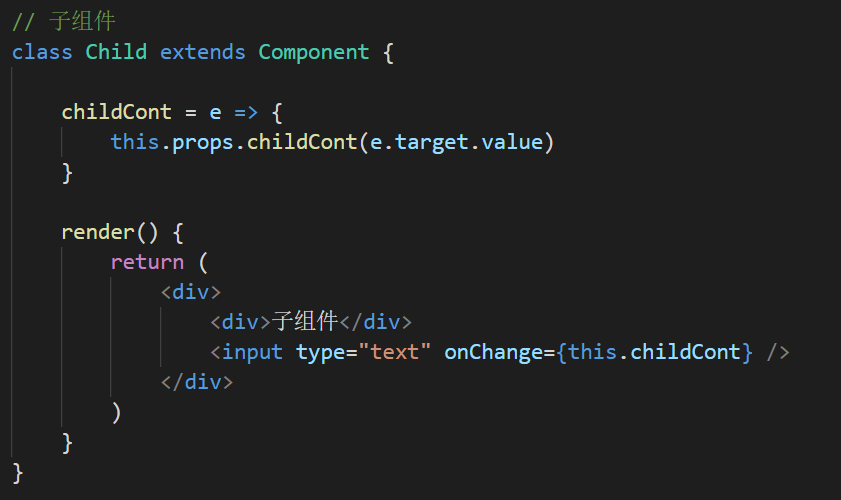 // 子组件
class Child extends Component {
childCont = e => {
this.props.childCont(e.target.value)
}
render() {
return (
<div>
<div>子组件</div>
<input type="text" onChange={this.childCont} />
</div>
)
}
}